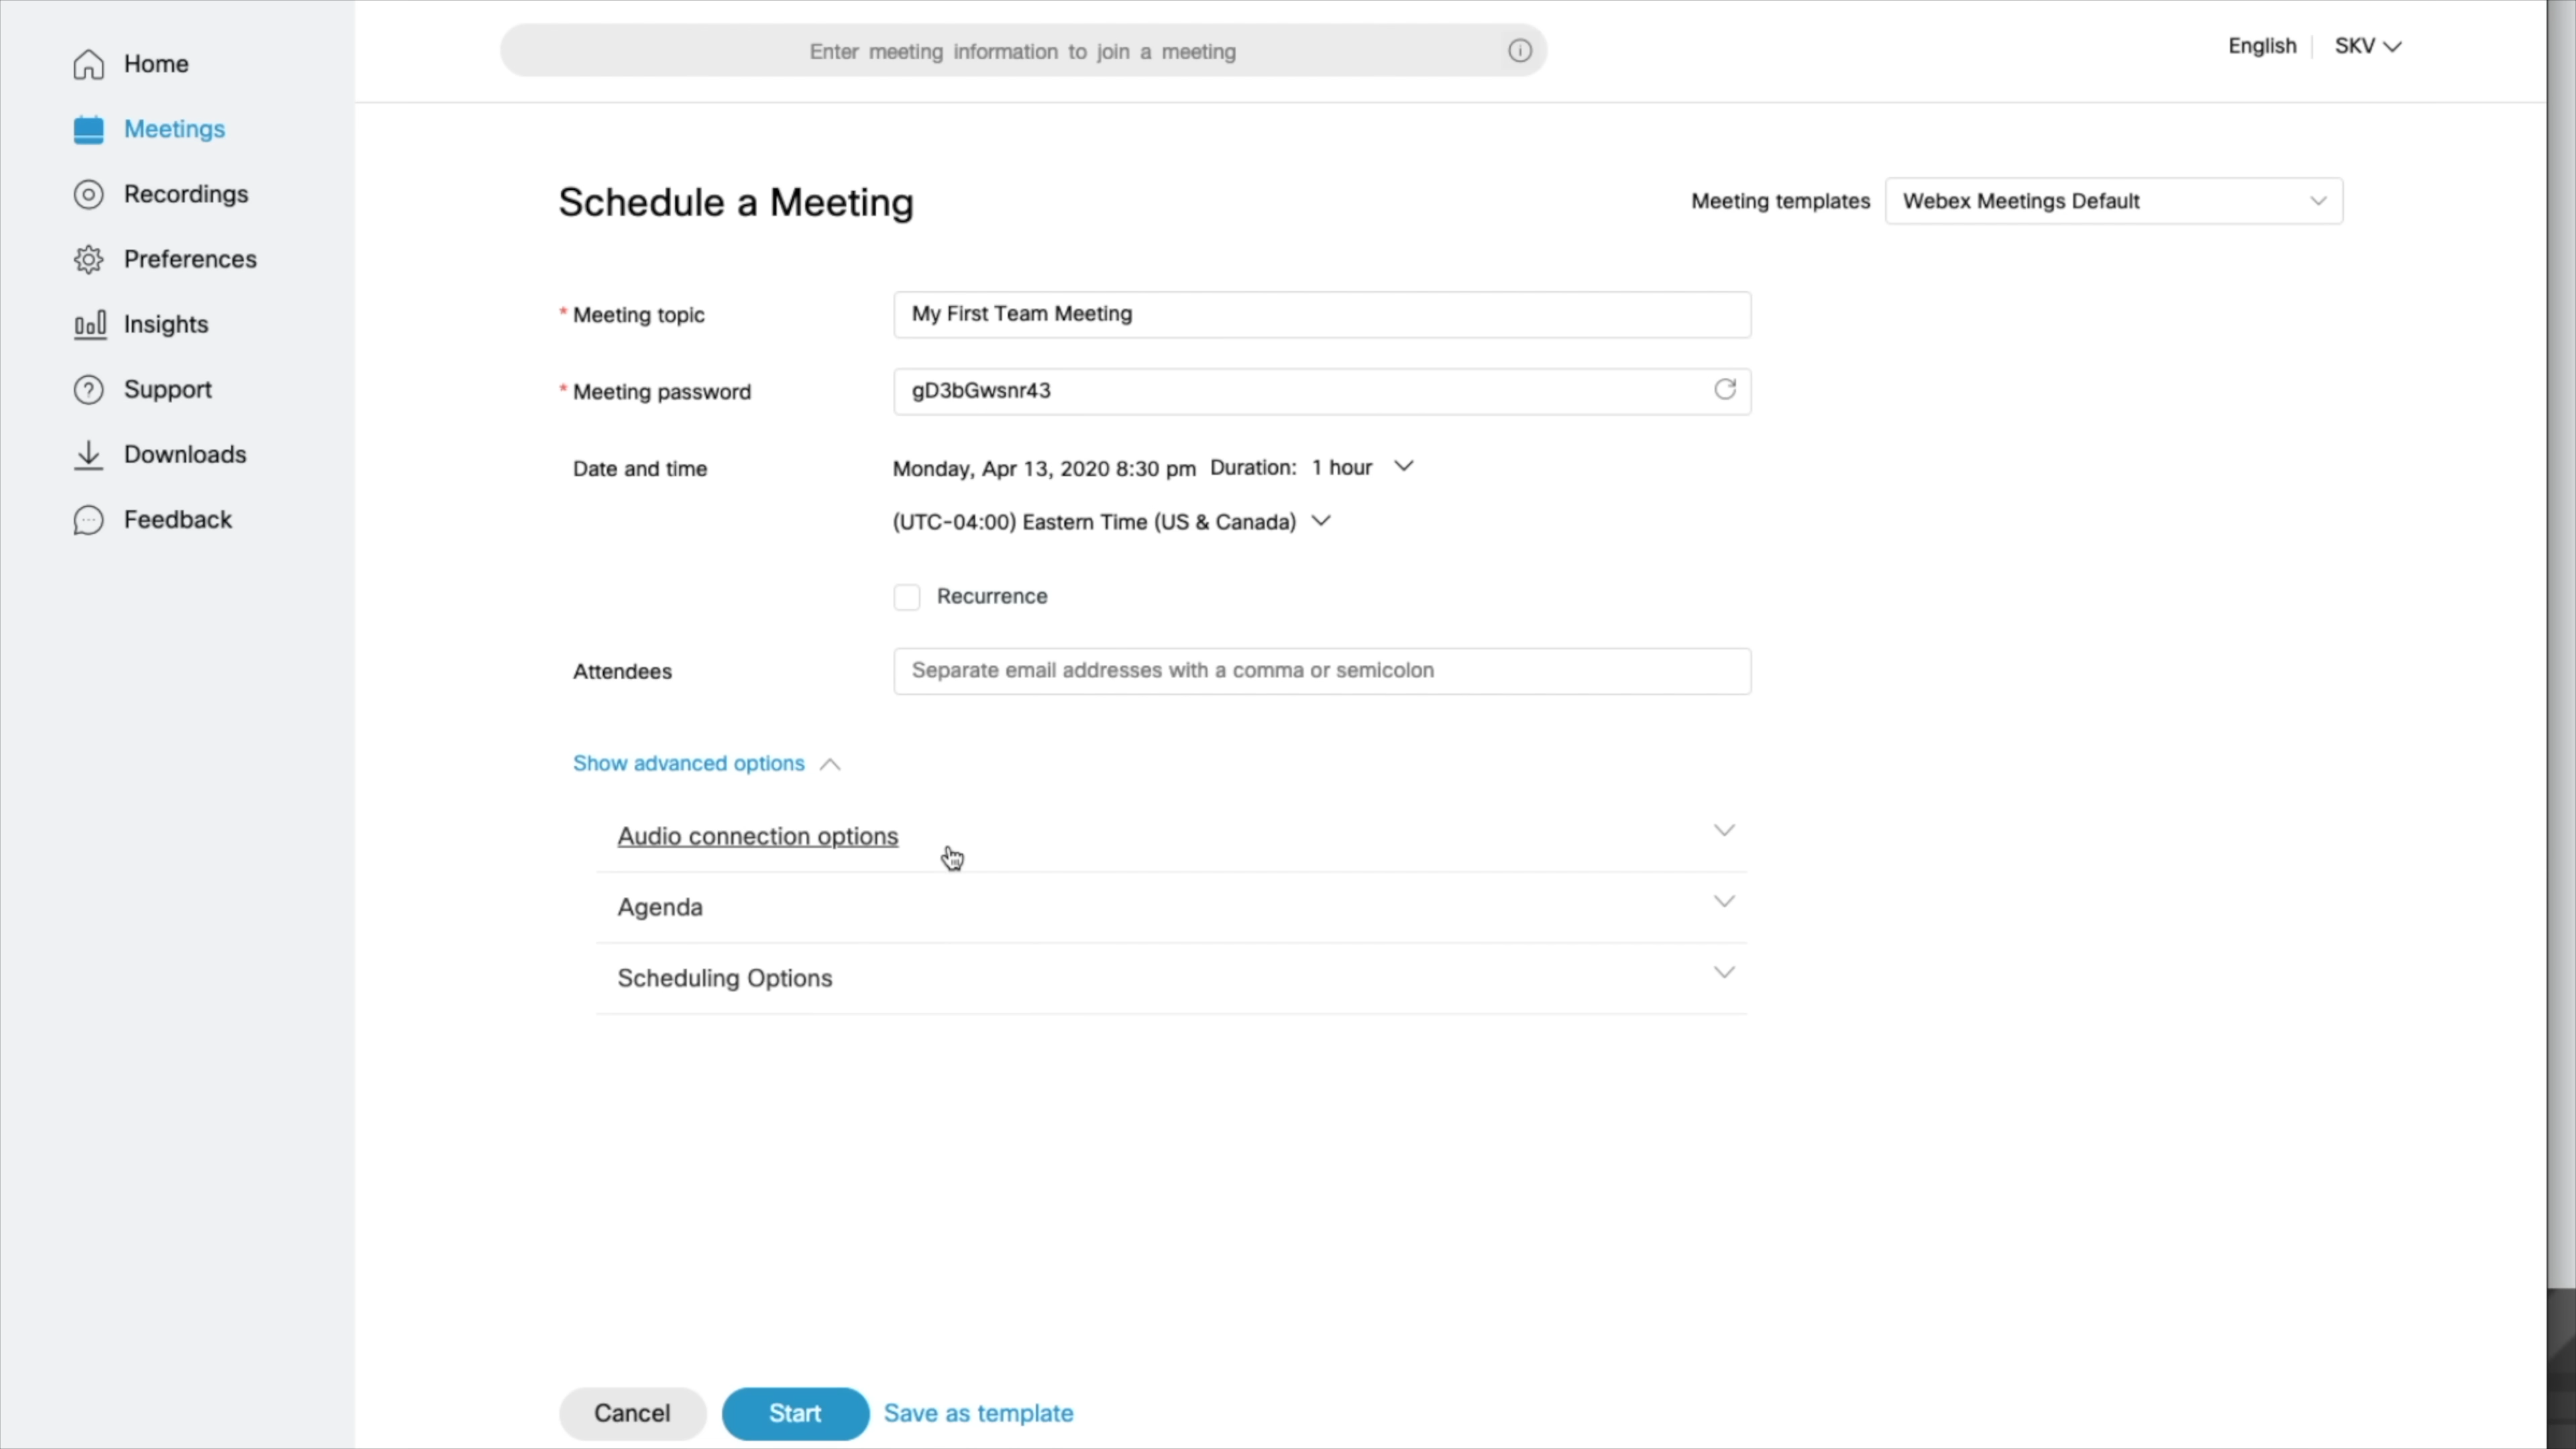 Home
Meetings
Recordings
Preferences
Insights
Support
Downloads
Feedback
Enter meeting information to join a meeting
English
SKV
Schedule a Meeting
Meeting templates
Webex Meetings Default
* Meeting topic
My First Team Meeting
* Meeting password
gD3bGwsnr43
Date and time
Monday, Apr 13, 2020 8:30 pm Duration: 1 hour
(UTC-04:00) Eastern Time (US & Canada)
Recurrence
Attendees
Separate email addresses with a comma or semicolon
Show advanced options
Audio connection options
Agenda
Scheduling Options
Cancel
Start
Save as template